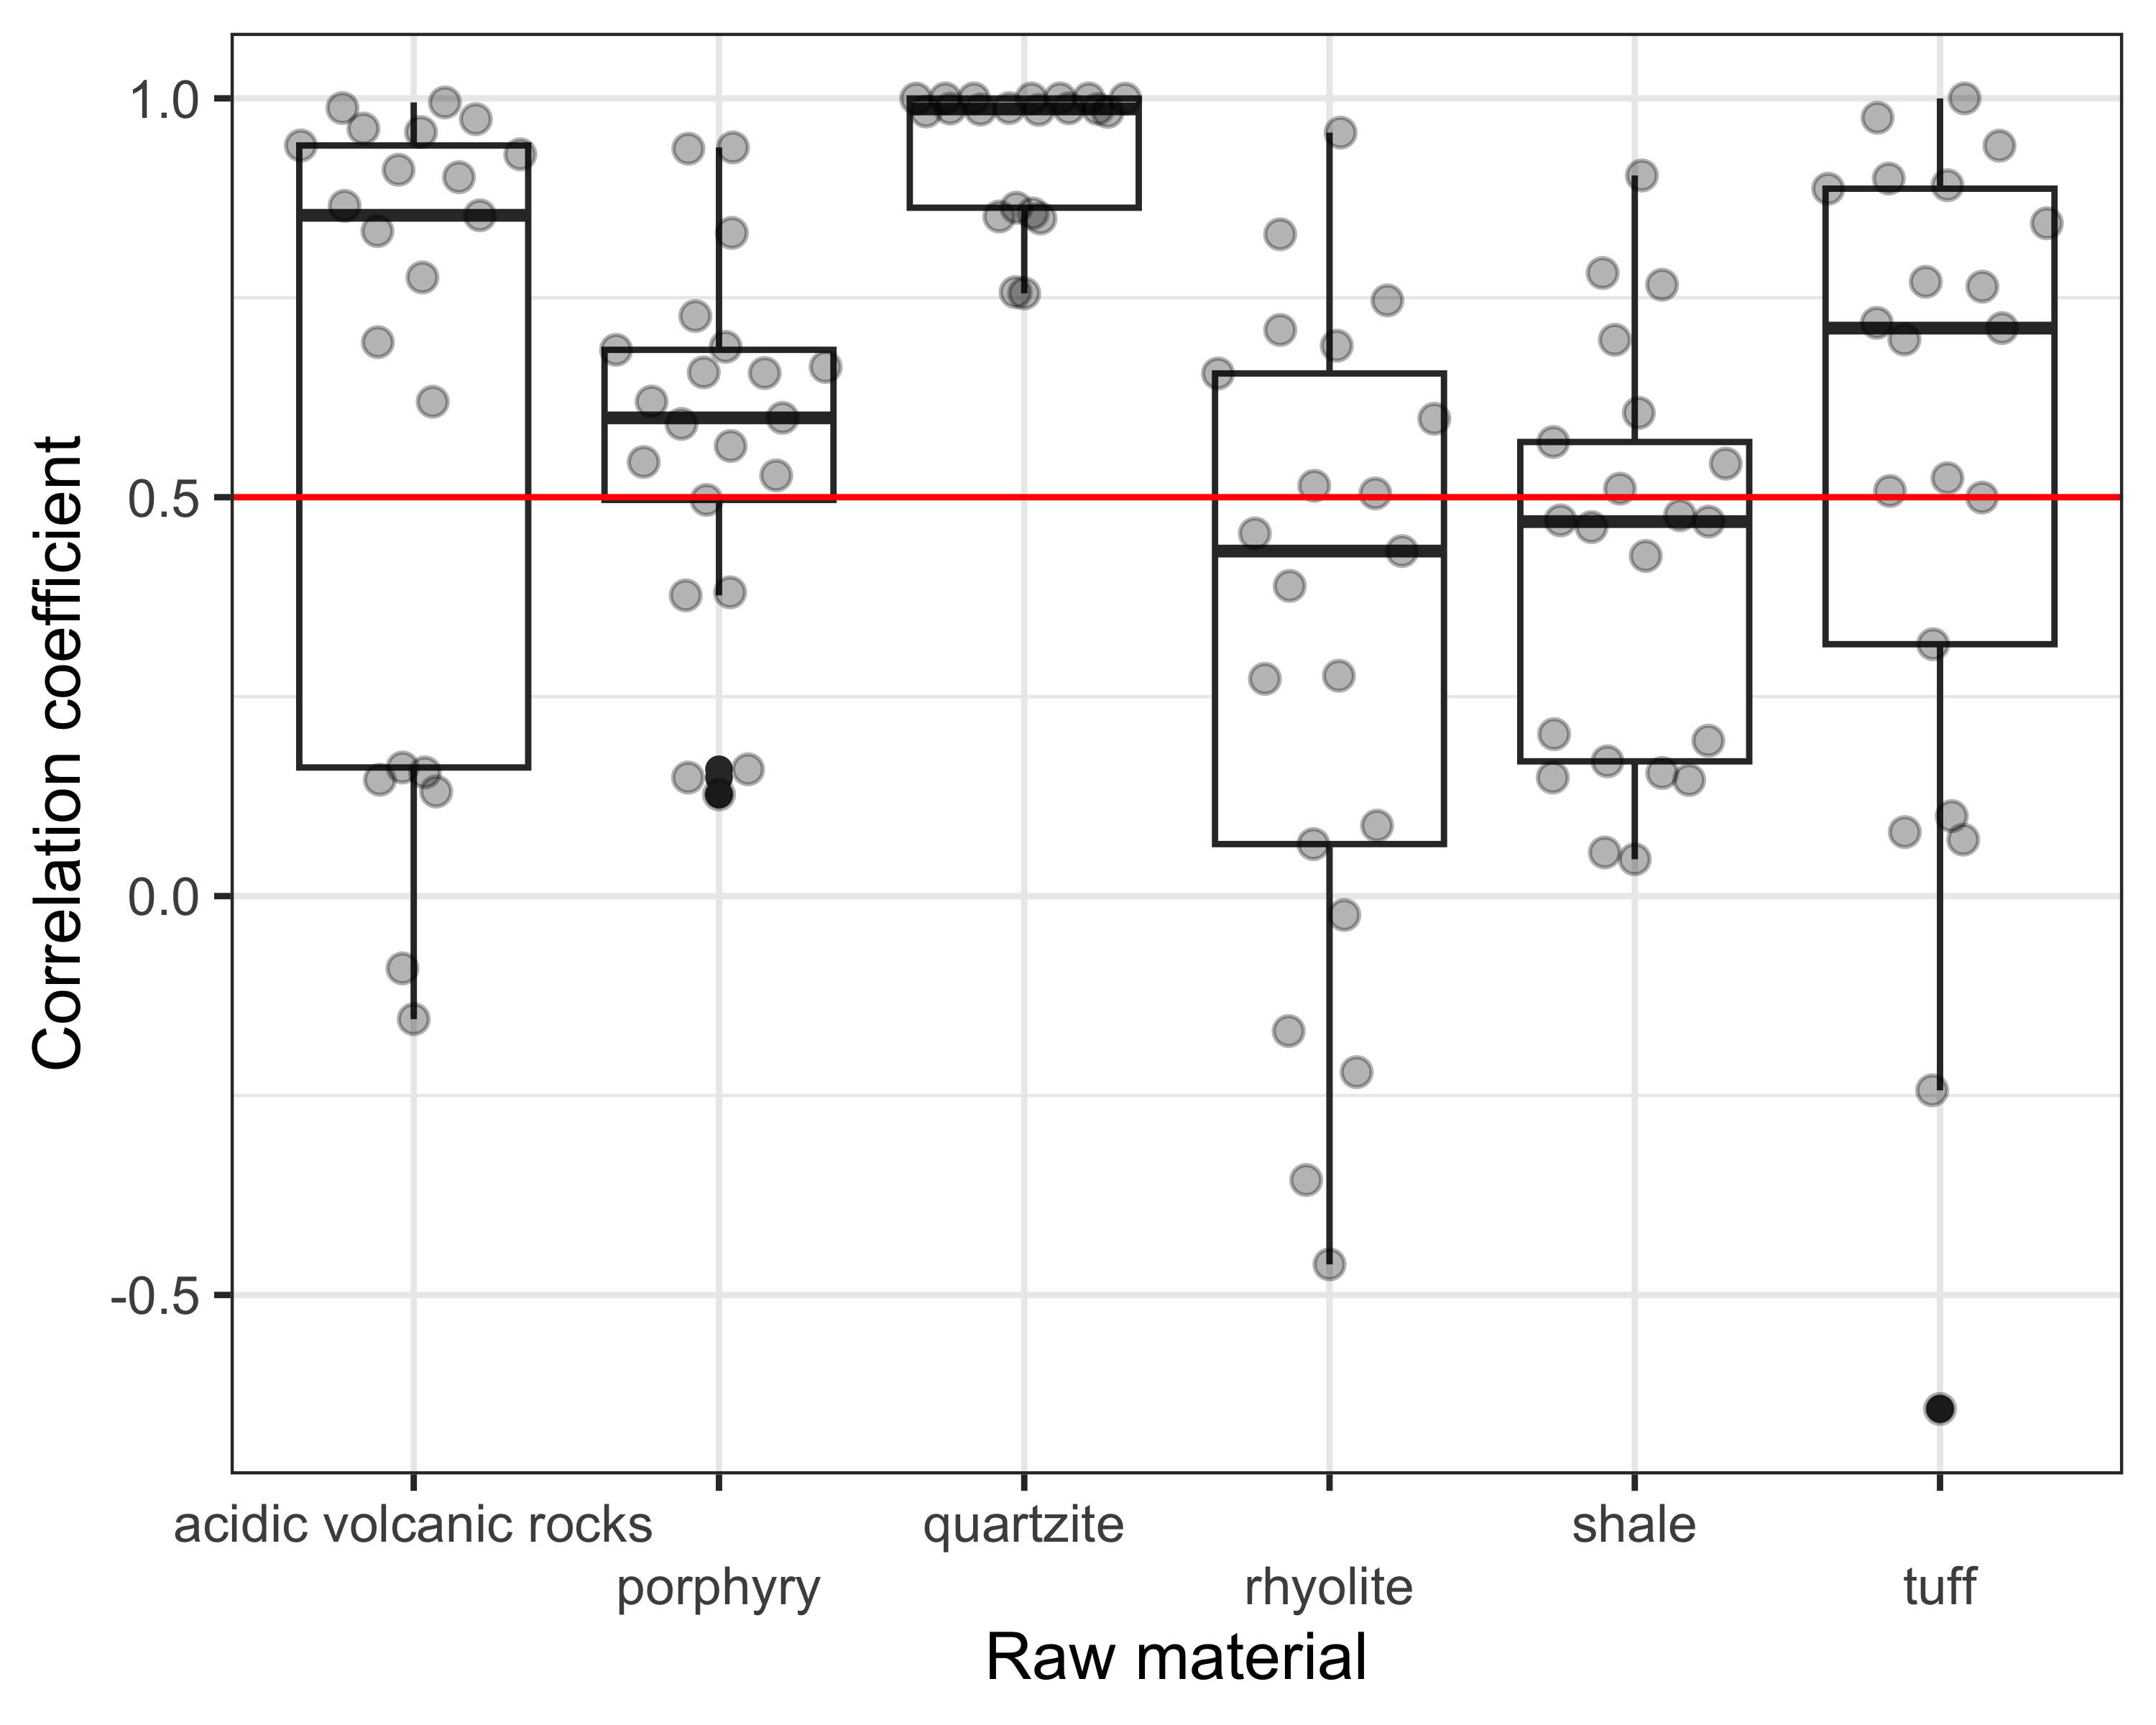 Correlation coefficient
1.0
0.5
0.0
-0.5
acidic volcanic rocks
porphyry
quartzite
rhyolite
shale
tuff
Raw material